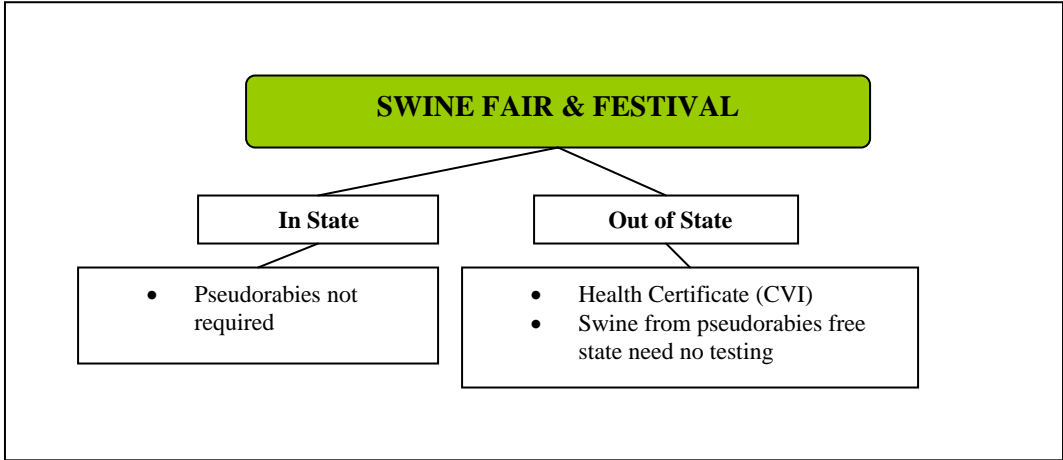 SWINE FAIR & FESTIVAL
In State
Out of State
• Pseudorabies not
required
• Health Certificate (CVI)
• Swine from pseudorabies free
state need no testing